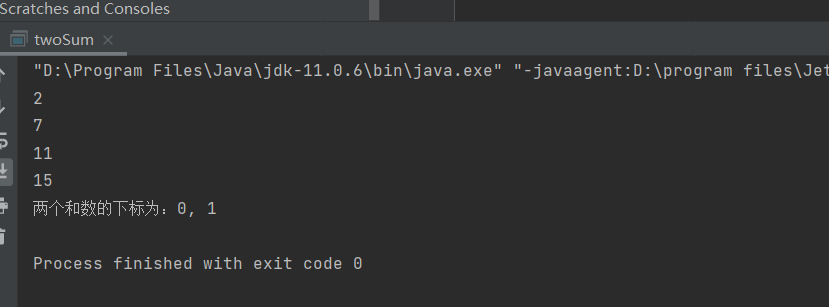 Scratches and Consoles
twoSum
"D:\Program Files\Java\jdk-11.0.6\bin\java.exe" "-javaagent:D:\program files\Jet
2
7
11
15
两个和数的下标为：0, 1
Process finished with exit code 0